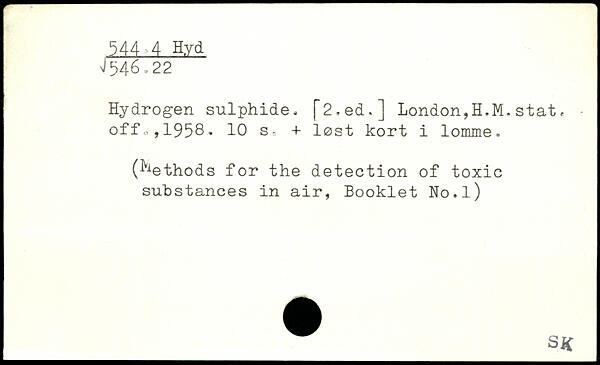 544.4 Hyd
√546.22
Hydrogen sulphide. [2.ed.] London,H.M.stat.
off.,1958. 10 s. + løst kort i lomme.
(Methods for the detection of toxic
substances in air, Booklet No.1)
SK